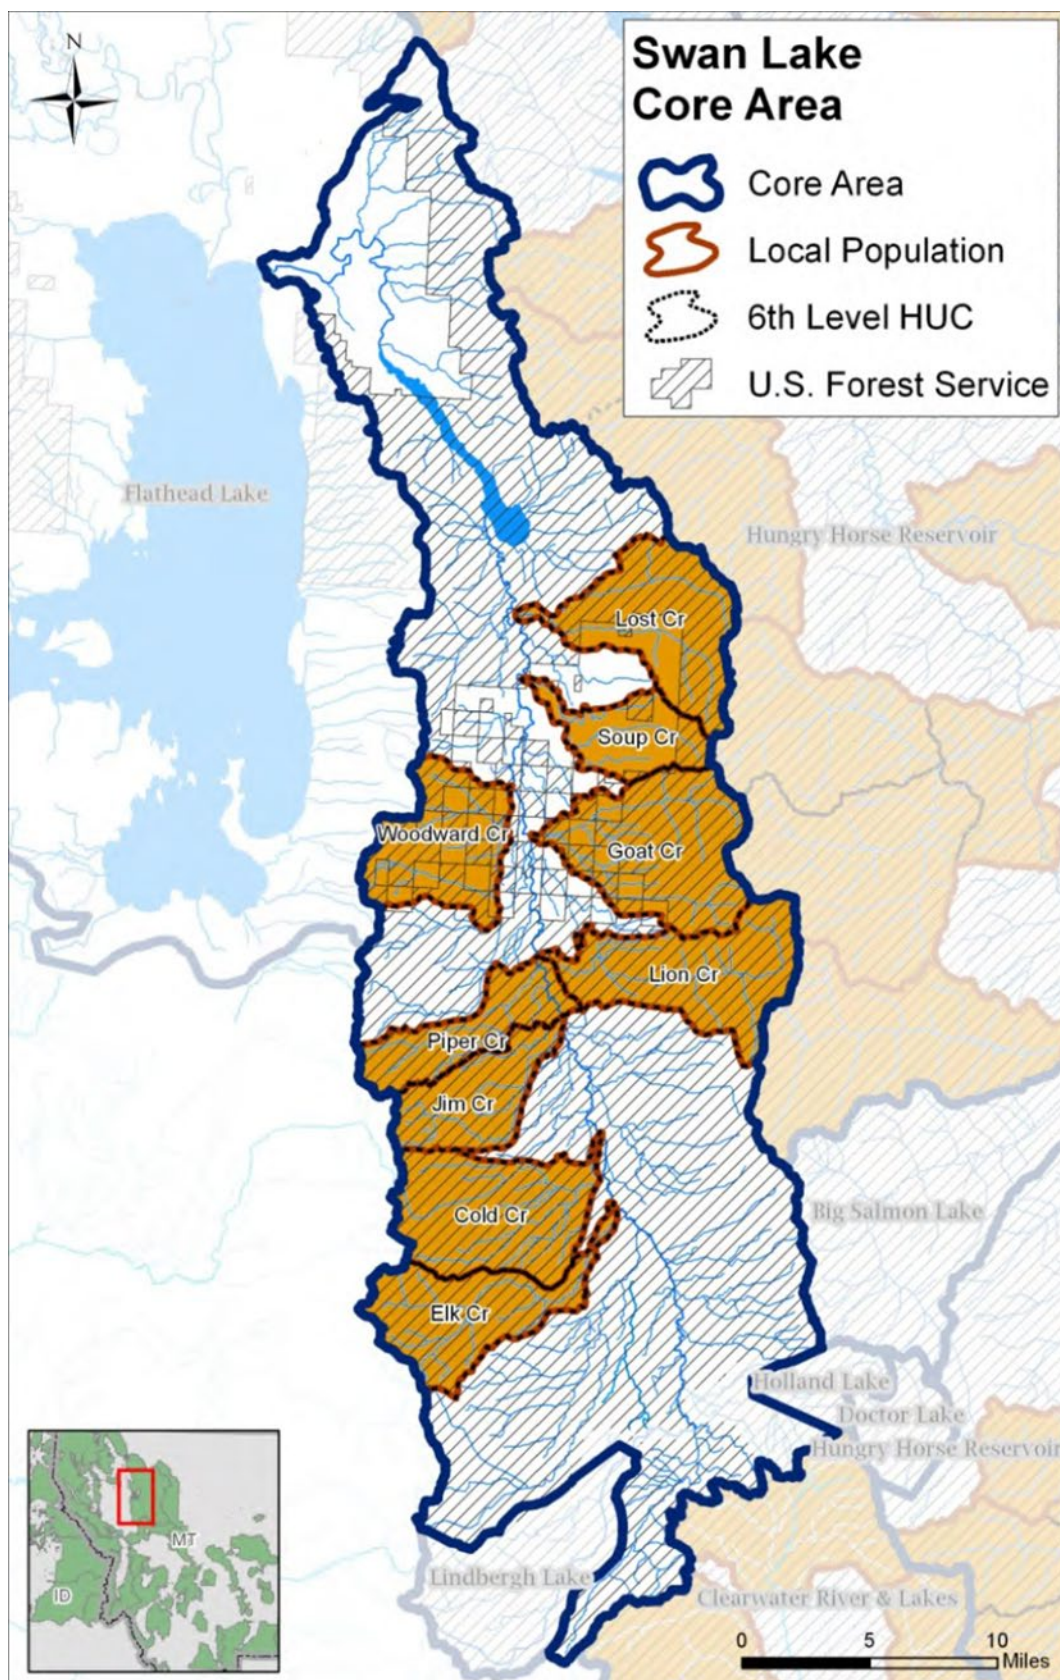 N
Swan Lake
Core Area
Core Area
Local Population
6th Level HUC
U.S. Forest Service
Flathead Lake
Hungry Horse Reservoir
Lost Cr
Soup Cr
Woodward Cr
Goat Cr
Lion Cr
Piper Cr
Jim Cr
Cold Cr
Big Salmon Lake
Elk Cr
Holland Lake
Doctor Lake
Hungry Horse Reservoir
MT
ID
Lindbergh Lake
Clearwater River & Lakes
0 5 10
Miles